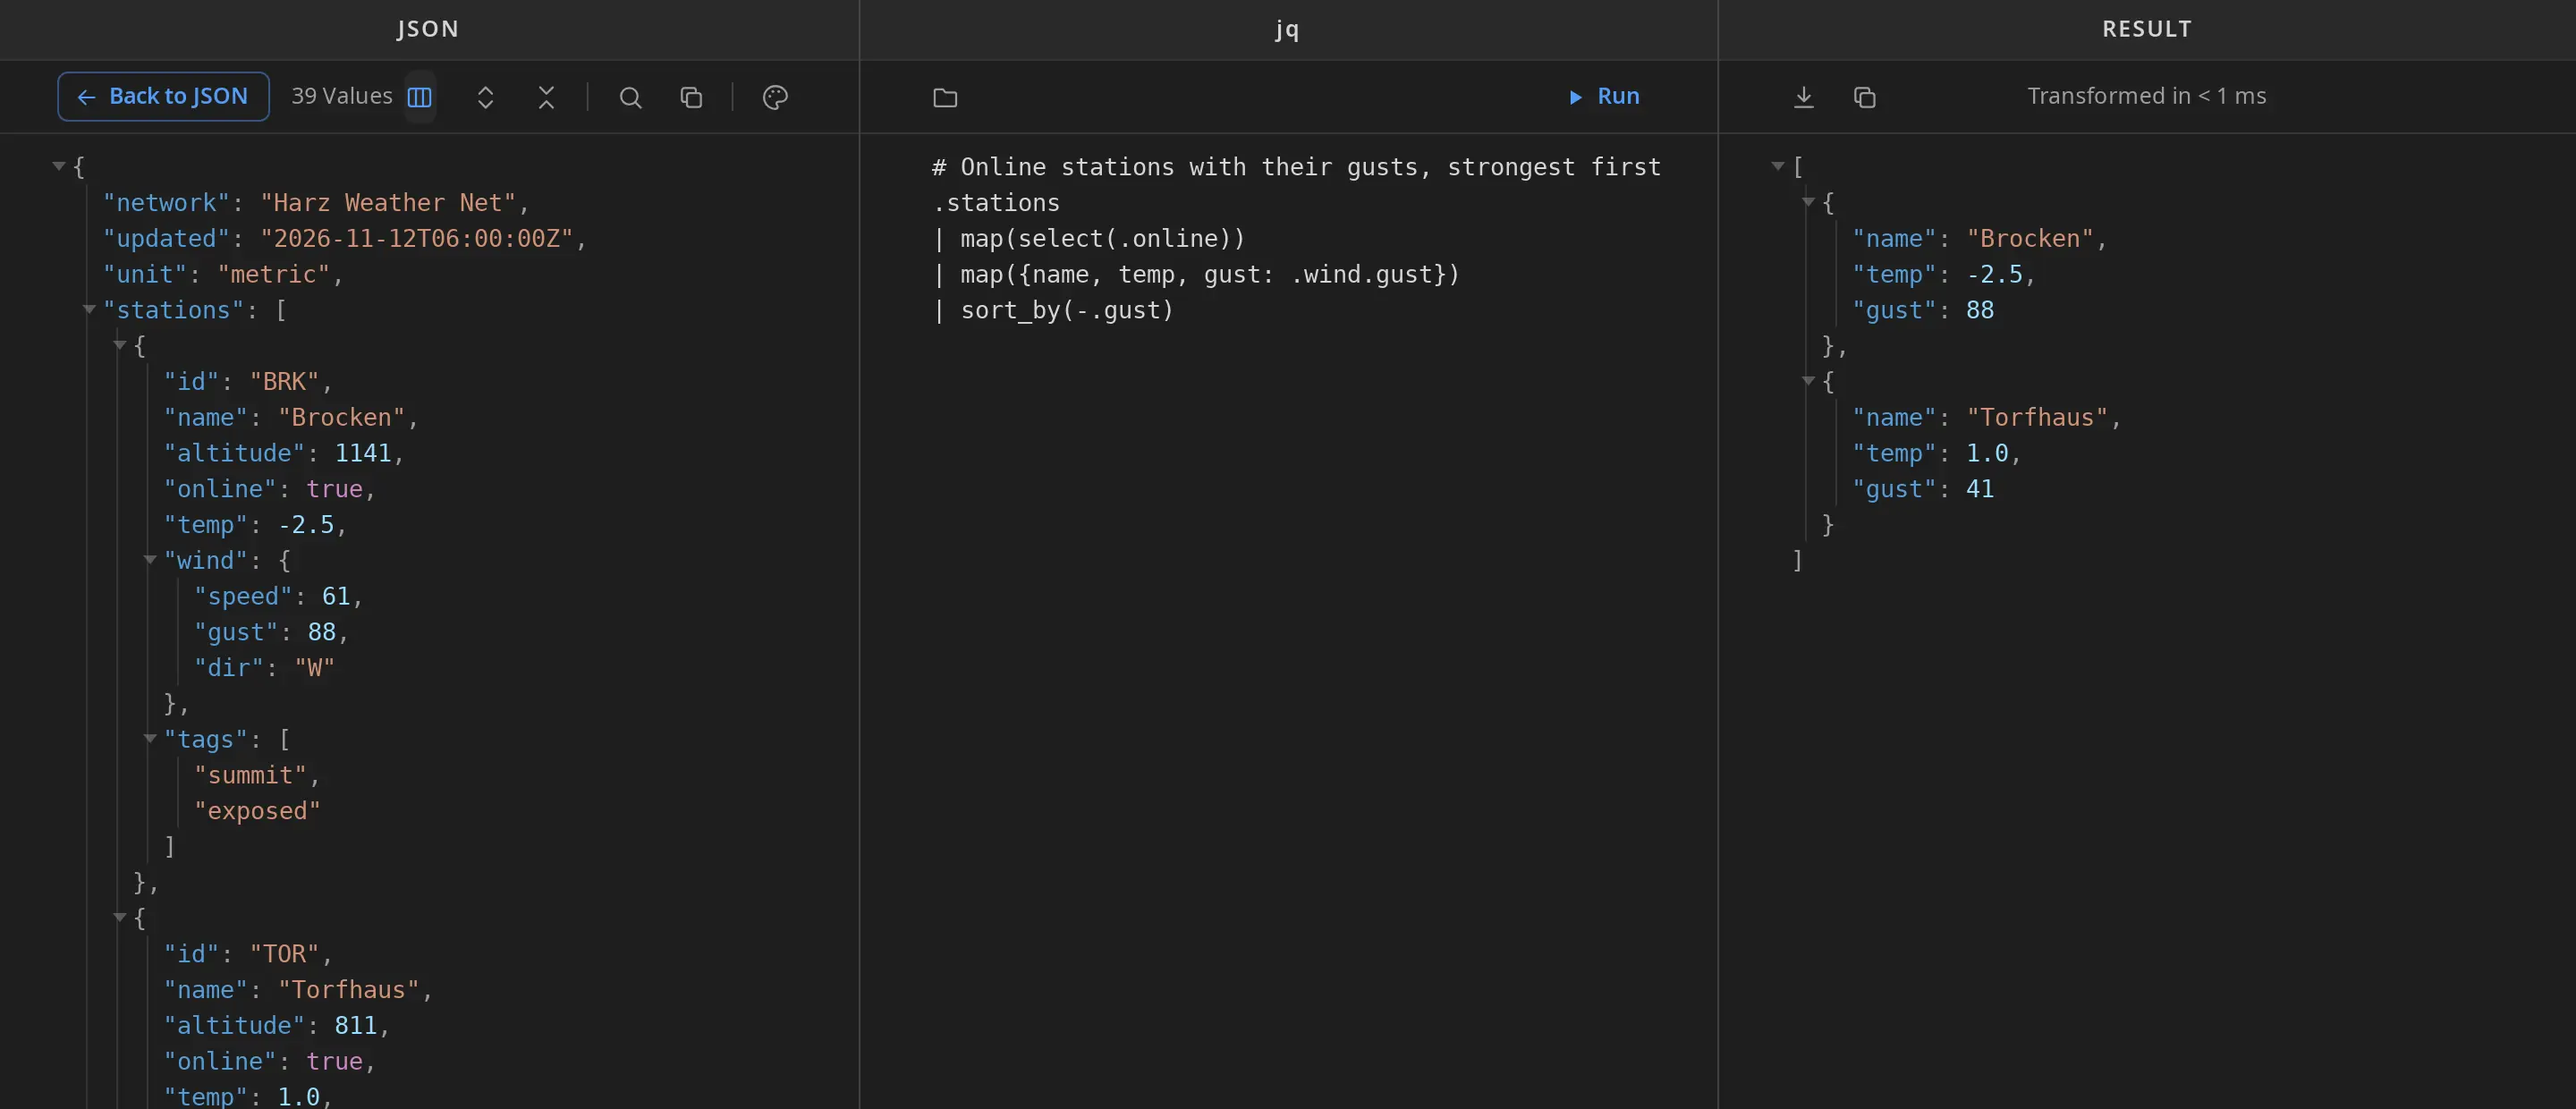 JSON
Back to JSON
39 Values
{
"network": "Harz Weather Net",
"updated": "2026-11-12T06:00:00Z",
"unit": "metric",
"stations": [
{
"id": "BRK",
"name": "Brocken",
"altitude": 1141,
"online": true,
"temp": -2.5,
"wind": {
"speed": 61,
"gust": 88,
"dir": "W"
},
"tags": [
"summit",
"exposed"
]
},
{
"id": "TOR",
"name": "Torfhaus",
"altitude": 811,
"online": true,
"temp": 1.0,
jq
Run
# Online stations with their gusts, strongest first
.stations
| map(select(.online))
| map({name, temp, gust: .wind.gust})
| sort_by(-.gust)
RESULT
Transformed in < 1 ms
[
{
"name": "Brocken",
"temp": -2.5,
"gust": 88
},
{
"name": "Torfhaus",
"temp": 1.0,
"gust": 41
}
]